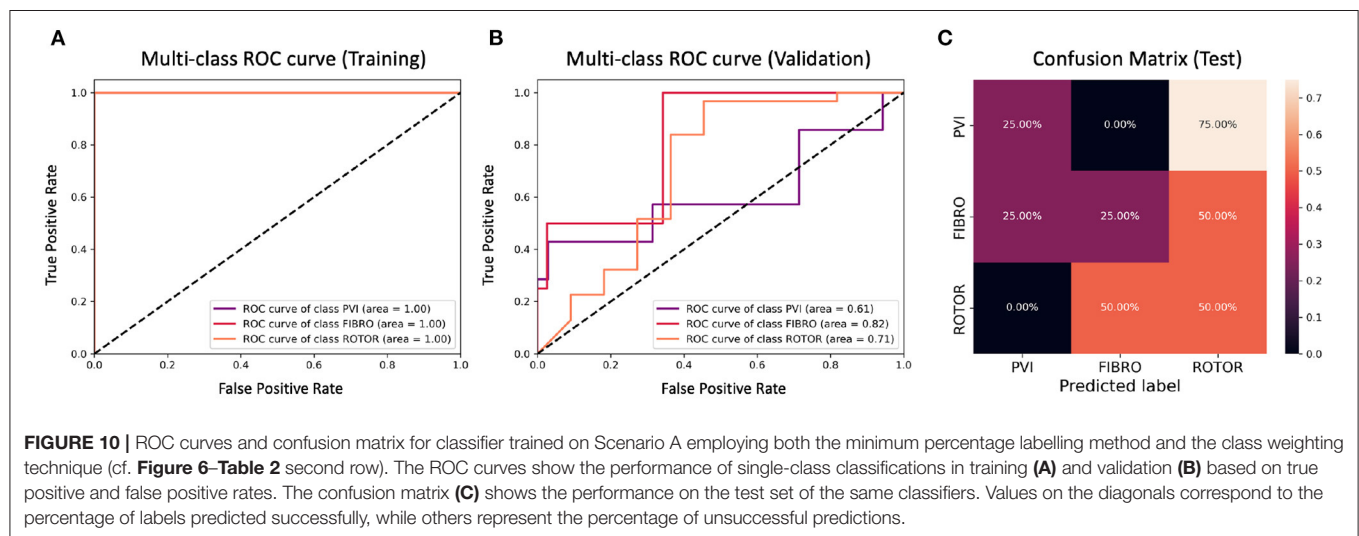 A
Multi-class ROC curve (Training)
True Positive Rate
1.0
0.8
0.6
0.4
0.2
0.0
0.0 0.2 0.4 0.6 0.8 1.0
False Positive Rate
ROC curve of class PVI (area = 1.00)
ROC curve of class FIBRO (area = 1.00)
ROC curve of class ROTOR (area = 1.00)
B
Multi-class ROC curve (Validation)
True Positive Rate
1.0
0.8
0.6
0.4
0.2
0.0
0.0 0.2 0.4 0.6 0.8 1.0
False Positive Rate
ROC curve of class PVI (area = 0.61)
ROC curve of class FIBRO (area = 0.82)
ROC curve of class ROTOR (area = 0.71)
C
Confusion Matrix (Test)
PVI
25.00% 0.00% 75.00%
FIBRO
25.00% 25.00% 50.00%
ROTOR
0.00% 50.00% 50.00%
PVI FIBRO ROTOR
Predicted label
0.7
0.6
0.5
0.4
0.3
0.2
0.1
0.0
FIGURE 10 | ROC curves and confusion matrix for classifier trained on Scenario A employing both the minimum percentage labelling method and the class weighting
technique (cf. Figure 6–Table 2 second row). The ROC curves show the performance of single-class classifications in training (A) and validation (B) based on true
positive and false positive rates. The confusion matrix (C) shows the performance on the test set of the same classifiers. Values on the diagonals correspond to the
percentage of labels predicted successfully, while others represent the percentage of unsuccessful predictions.